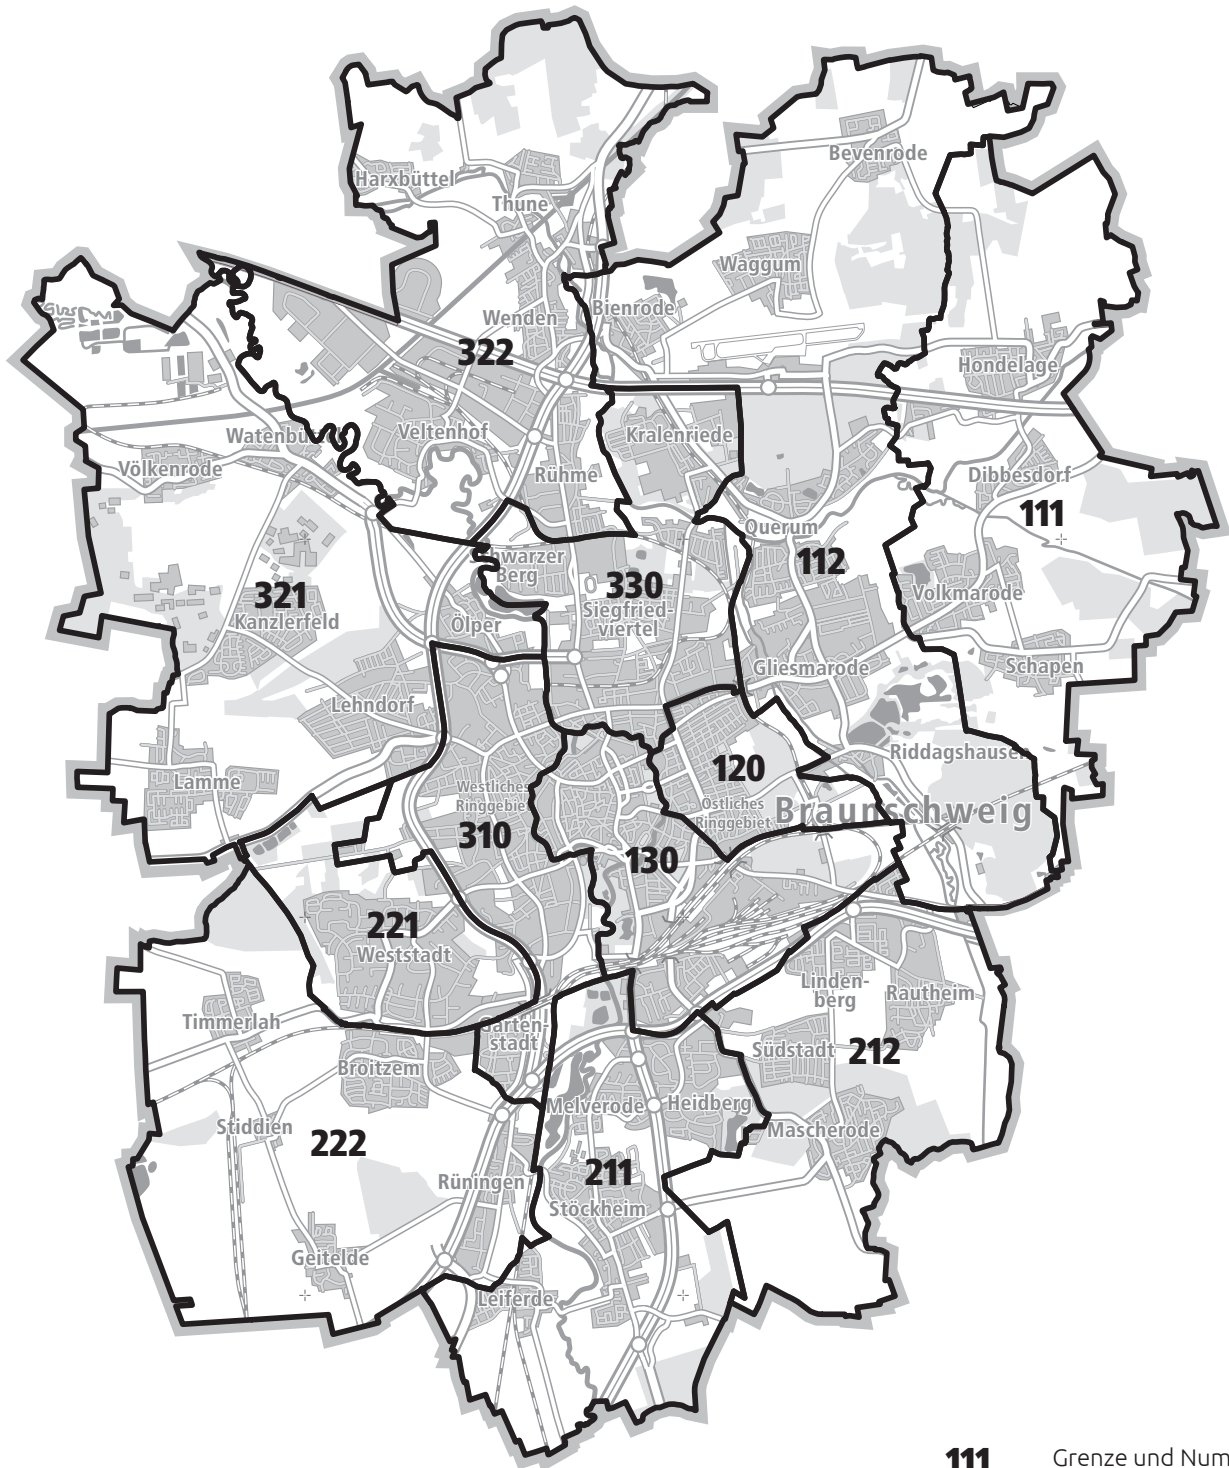 Bevenrode
Harxbüttel
Thune
Waggum
Bienrode
Wenden
322
Hondelage
Watenbütt
Veltenhof
Kralenriede
Völkenrode
Rühme
Dibbesdorf
111
Querum
112
hwarzer
Berg
330
321
Siegfried-
viertel
Volkmarode
Kanzlerfeld
Ölper
Gliesmarode
Schapen
Lehndorf
Riddagshausen
120
Lamme
Westliches
Ringgebiet
Östliches
Ringgebiet
Braunschweig
310
130
221
Weststadt
Linden-
berg
Rautheim
Timmerlah
Garten-
stadt
Südstadt
212
Broitzem
Melverode
Heidberg
Stiddien
Mascherode
222
211
Rüningen
Stöckheim
Geitelde
Leiferde
111 Grenze und Num